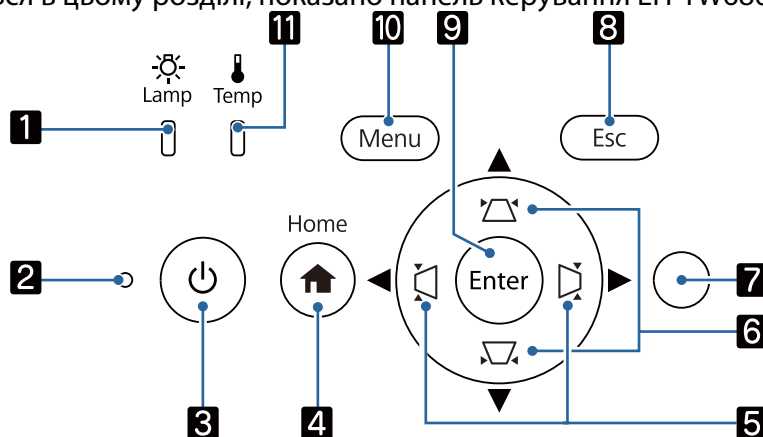 в цьому розділі, показано панель керування
11 10 9 8
Lamp Temp
1 Menu Esc
Home
2 Enter 7
6
3 4 5